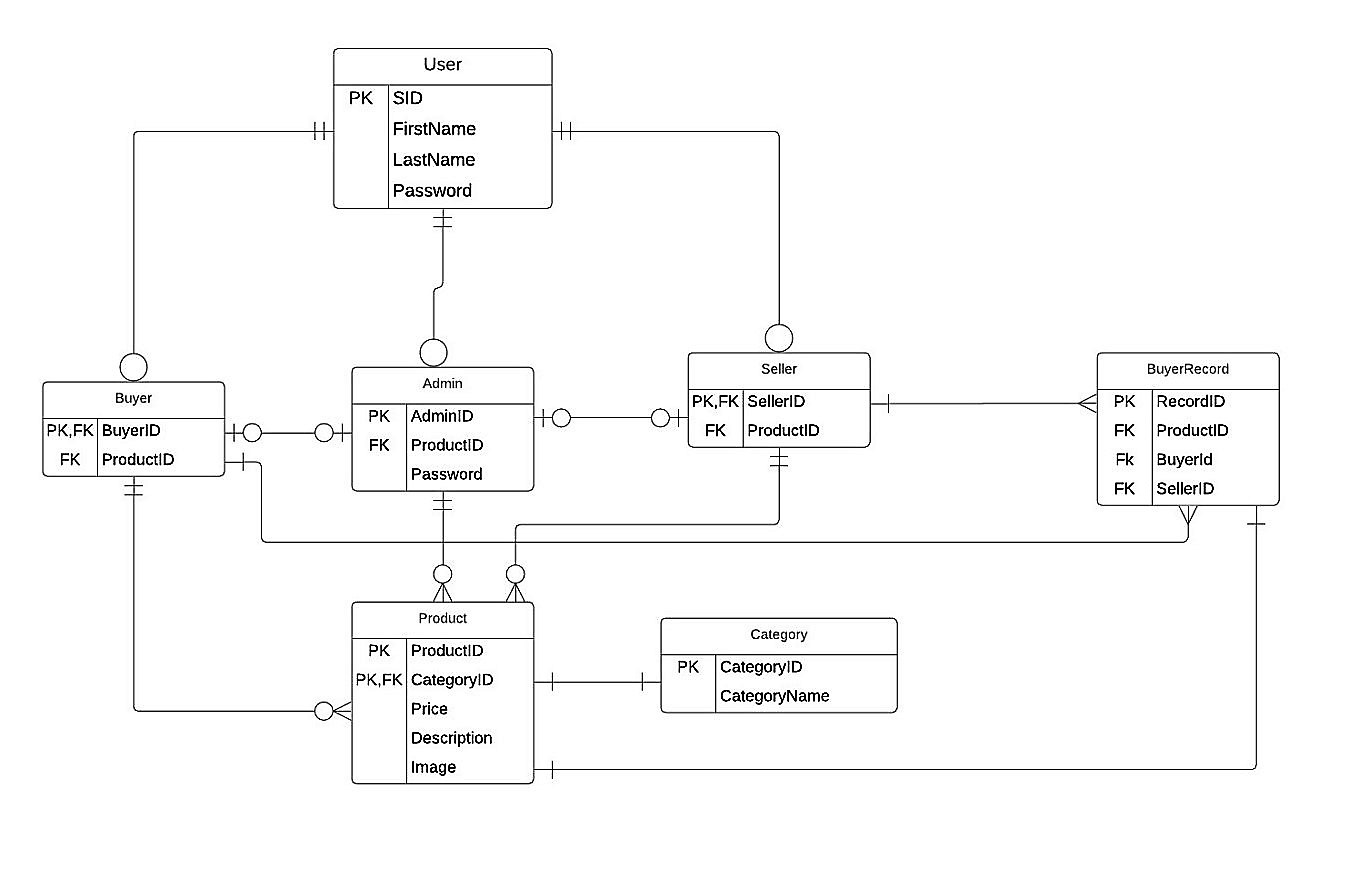 User
PK SID
FirstName
LastName
Password
Buyer
PK,FK BuyerID
FK ProductID
Admin
PK AdminID
FK ProductID
Password
Seller
PK,FK SellerID
FK ProductID
BuyerRecord
PK RecordID
FK ProductID
Fk BuyerId
FK SellerID
Product
PK ProductID
PK,FK CategoryID
Price
Description
Image
Category
PK CategoryID
CategoryName